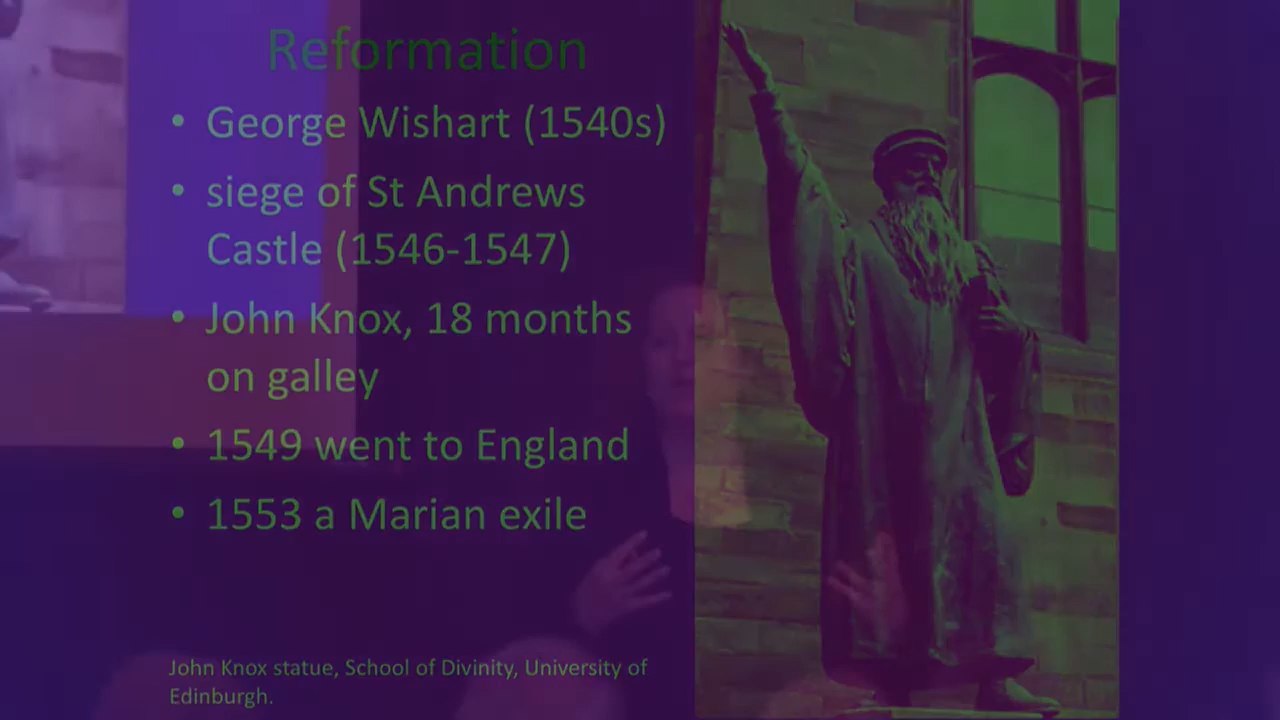 Reformation
• George Wishart (1540s)
• siege of St Andrews
Castle (1546-1547)
• John Knox, 18 months
on galley
• 1549 went to England
• 1553 a Marian exile
John Knox statue, School of Divinity, University of
Edinburgh.